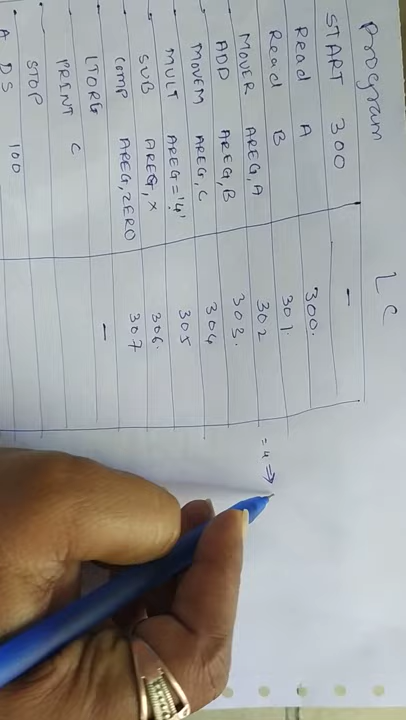 Program LC
START 300 -
Read A 300.
Read B 301.
MOVER AREG,A 302
ADD AREG,B 303.
MOVEM AREG,C 304
MULT AREG='4' 305
SUB AREG,X 306.
COMP AREG,ZERO 307
LTORG -
PRINT C
STOP
A DS 100
= 4 ⇒